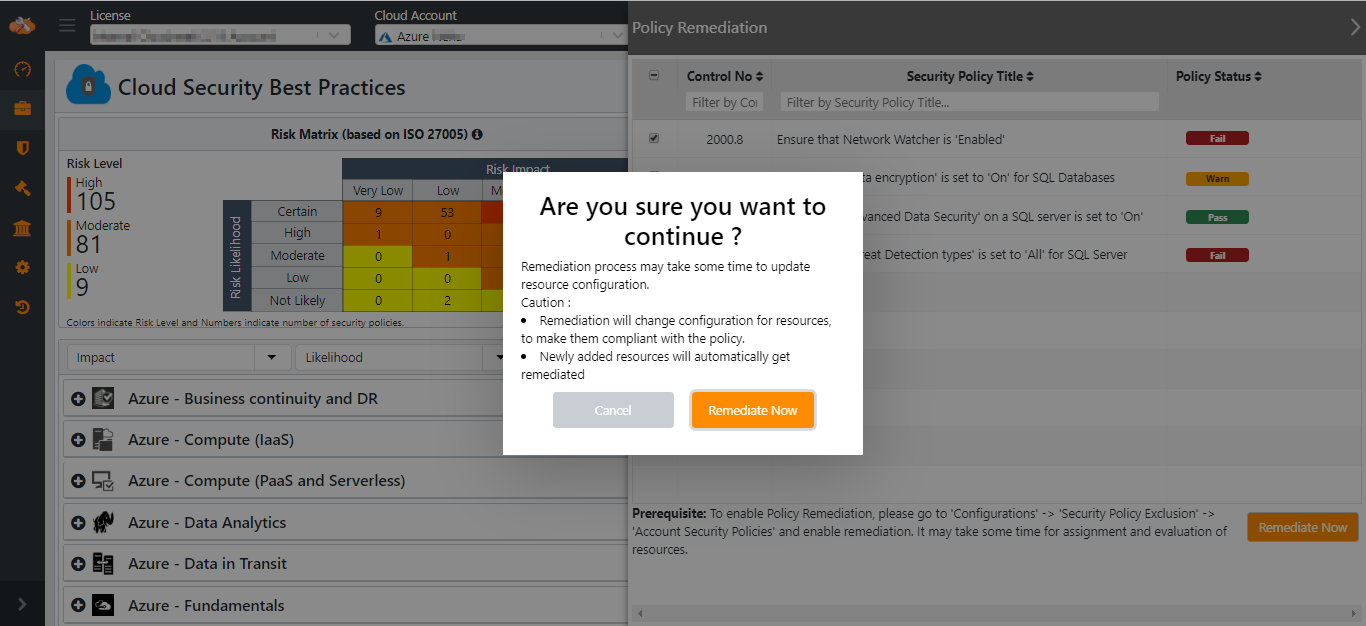 License
Cloud Account
Azure
Policy Remediation
Cloud Security Best Practices
Risk Matrix (based on ISO 27005)
Risk Level
High
105
Moderate
81
Low
9
Risk Impact
Very Low Low
Risk Likelihood
Certain 9 53
High 1 0
Moderate 0 1
Low 0 0
Not Likely 0 2
Colors indicate Risk Level and Numbers indicate number of security policies.
Impact
Likelihood
Azure - Business continuity and DR
Azure - Compute (IaaS)
Azure - Compute (PaaS and Serverless)
Azure - Data Analytics
Azure - Data in Transit
Azure - Fundamentals
Control No Security Policy Title Policy Status
Filter by Filter by Security Policy Title...
2000.8 Ensure that Network Watcher is 'Enabled' Fail
encryption' is set to 'On' for SQL Databases Warn
Data Security' on a SQL server is set to 'On' Pass
Detection types' is set to 'All' for SQL Server Fail
Are you sure you want to
continue ?
Remediation process may take some time to update
resource configuration.
Caution :
• Remediation will change configuration for resources,
to make them compliant with the policy.
• Newly added resources will automatically get
remediated
Cancel
Remediate Now
Prerequisite: To enable Policy Remediation, please go to 'Configurations' -> 'Security Policy Exclusion' ->
'Account Security Policies' and enable remediation. It may take some time for assignment and evaluation of
resources.
Remediate Now